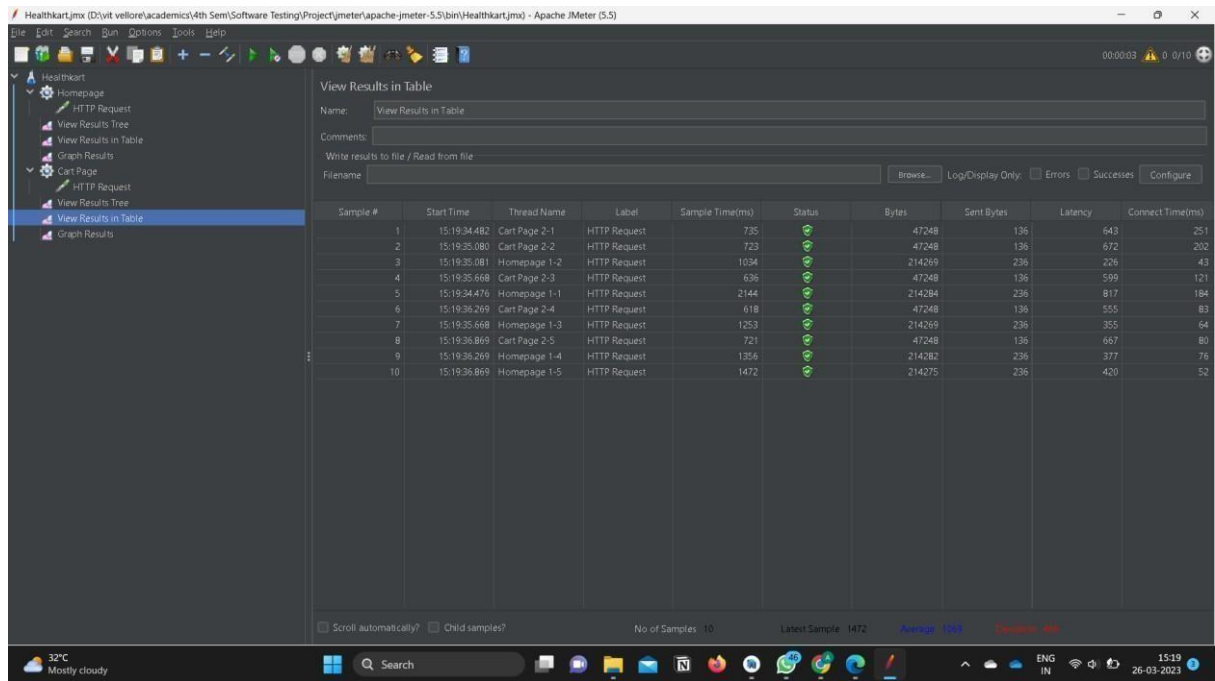 Healthkart.jmx (D:\vit vellore\academics\4th Sem\Software Testing\Project\jmeter\apache-jmeter-5.5\bin\Healthkart.jmx) - Apache JMeter (5.5)
File Edit Search Run Options Tools Help
00:00:03 0 0/10
Healthkart
Homepage
HTTP Request
View Results Tree
View Results in Table
Graph Results
Cart Page
HTTP Request
View Results Tree
View Results in Table
Graph Results
View Results in Table
Name: View Results in Table
Comments:
Write results to file / Read from file
Filename Browse... Log/Display Only: Errors Successes Configure
Sample # Start Time Thread Name Label Sample Time(ms) Status Bytes Sent Bytes Latency Connect Time(ms)
1 15:19:34.482 Cart Page 2-1 HTTP Request 735 47248 136 643 251
2 15:19:35.080 Cart Page 2-2 HTTP Request 723 47248 136 672 202
3 15:19:35.081 Homepage 1-2 HTTP Request 1034 214269 236 226 43
4 15:19:35.668 Cart Page 2-3 HTTP Request 636 47248 136 599 121
5 15:19:34.476 Homepage 1-1 HTTP Request 2144 214284 236 817 184
6 15:19:36.269 Cart Page 2-4 HTTP Request 618 47248 136 555 83
7 15:19:35.668 Homepage 1-3 HTTP Request 1253 214269 236 355 64
8 15:19:36.869 Cart Page 2-5 HTTP Request 721 47248 136 667 80
9 15:19:36.269 Homepage 1-4 HTTP Request 1356 214282 236 377 76
10 15:19:36.869 Homepage 1-5 HTTP Request 1472 214275 236 420 52
Scroll automatically? Child samples? No of Samples 10 Latest Sample 1472 Average 1069
32°C
Mostly cloudy
Search
46
ENG
IN
15:19
26-03-2023
3